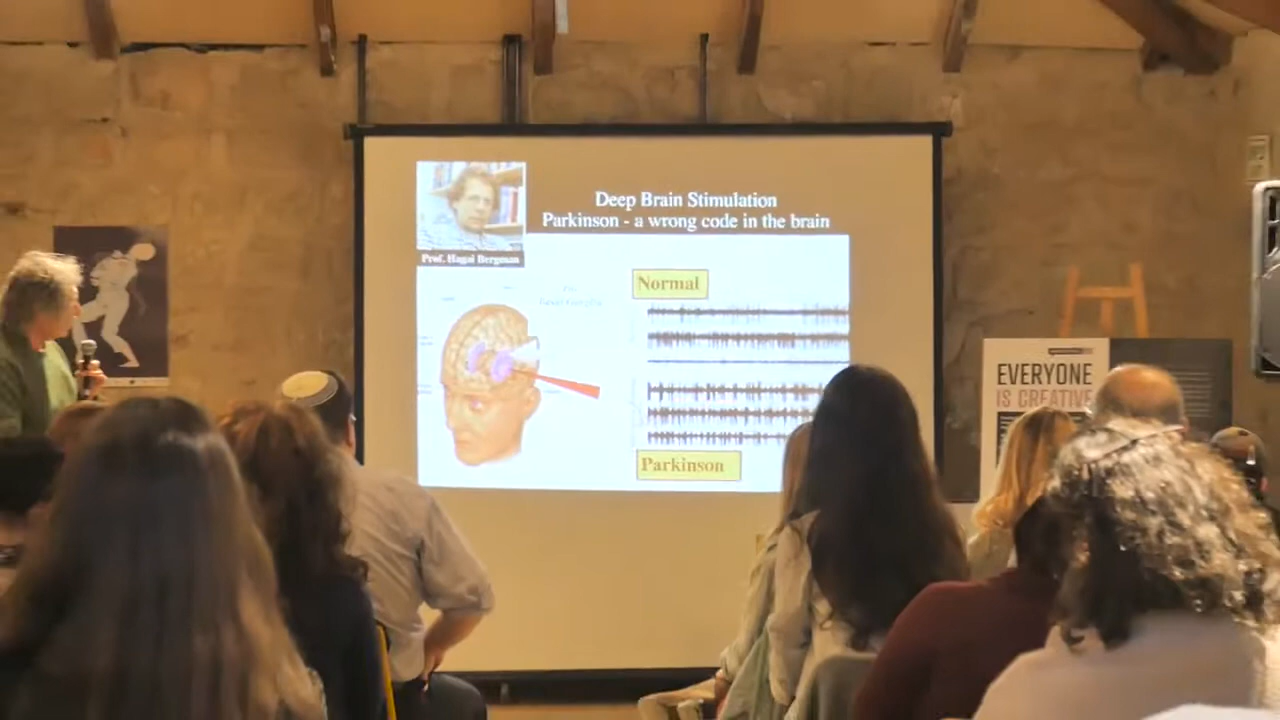 Deep Brain Stimulation
Parkinson - a wrong code in the brain
Prof. Hagai Bergman
Normal
Parkinson
EVERYONE
IS CREATIVE